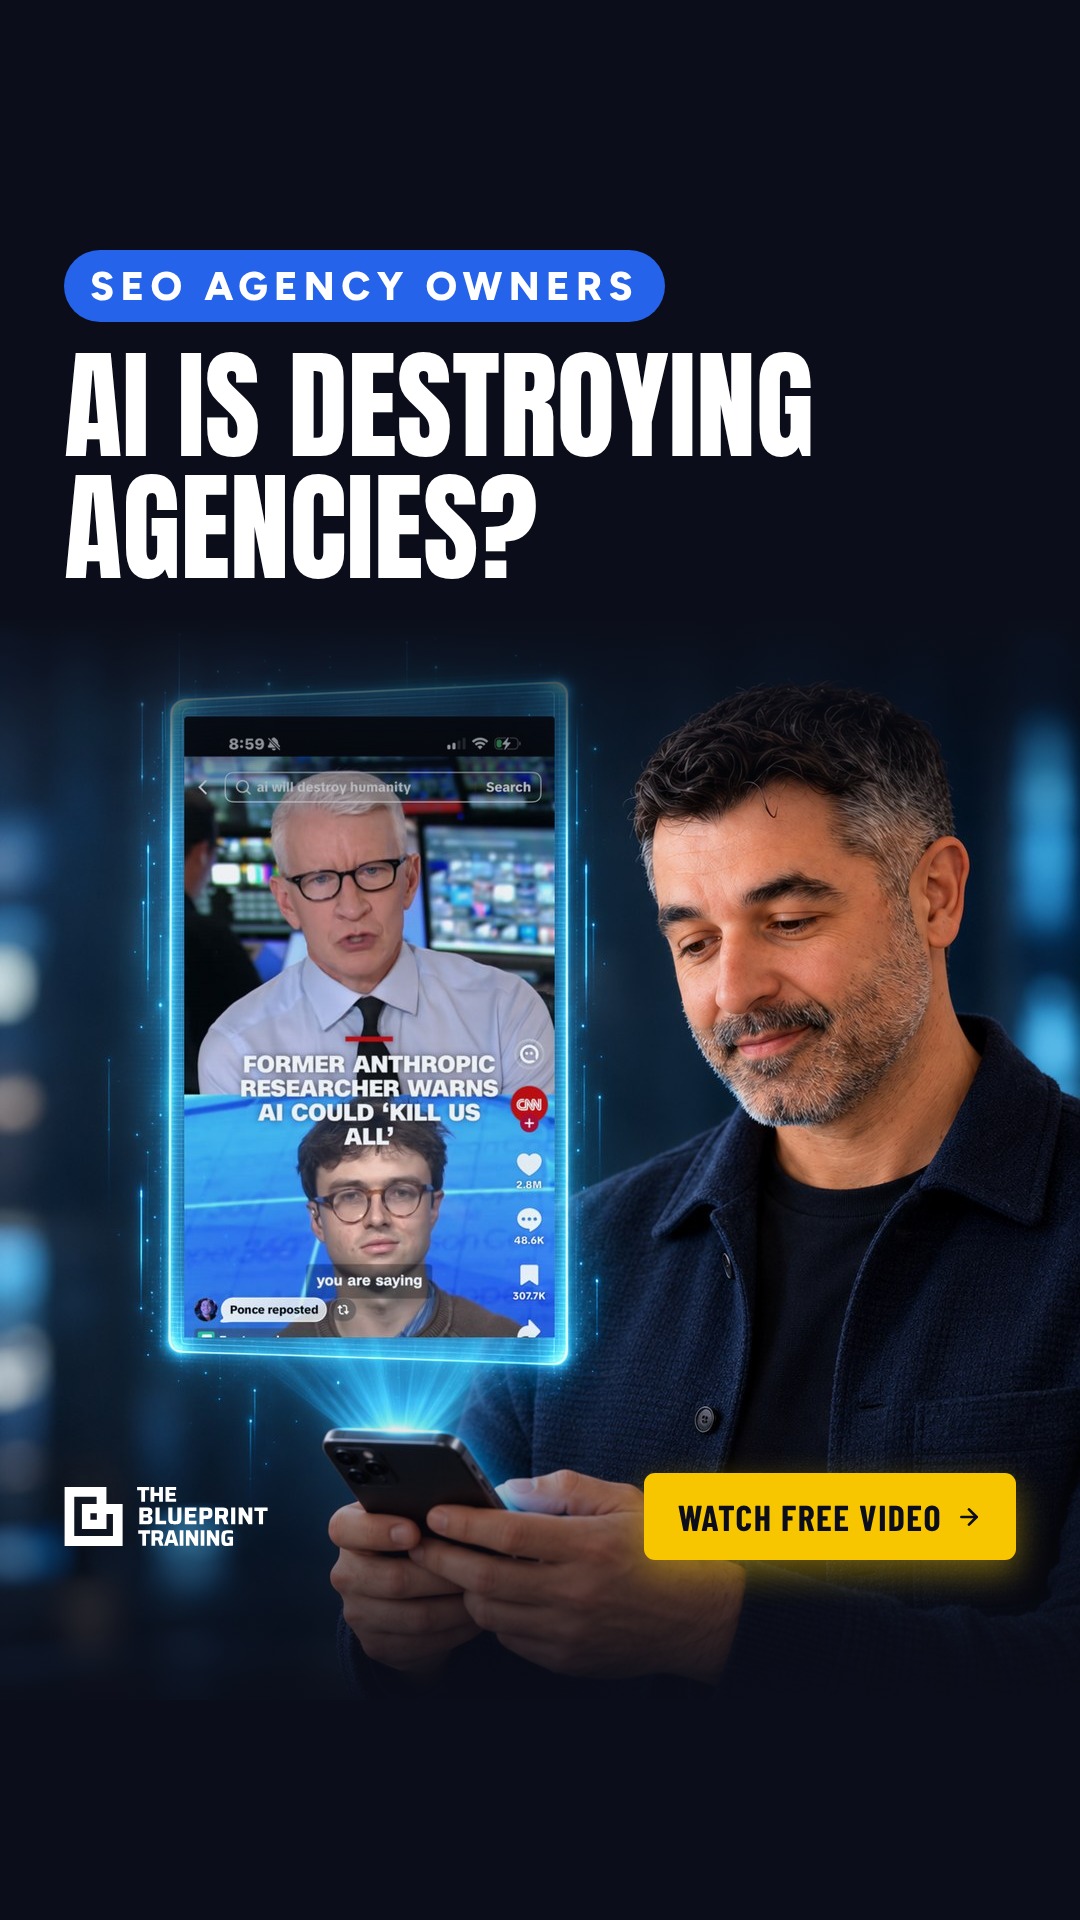 SEO AGENCY OWNERS
AI IS DESTROYING
AGENCIES?
8:59
ai will destroy humanity
Search
FORMER ANTHROPIC
RESEARCHER WARNS
AI COULD ‘KILL US
ALL’
CNN
2.8M
48.6K
307.7K
you are saying
Ponce reposted
THE
BLUEPRINT
TRAINING
WATCH FREE VIDEO →